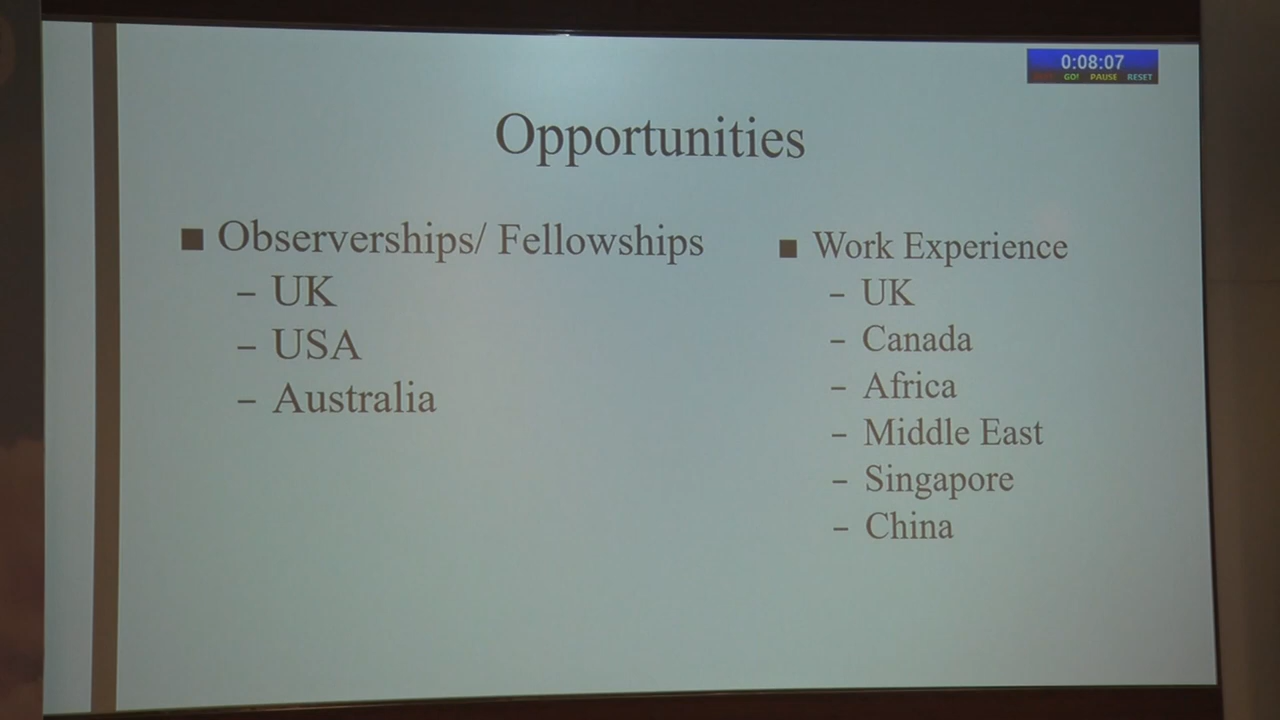 0:08:07
GO! PAUSE RESET
Opportunities
■ Observerships/ Fellowships
– UK
– USA
– Australia
■ Work Experience
– UK
– Canada
– Africa
– Middle East
– Singapore
– China